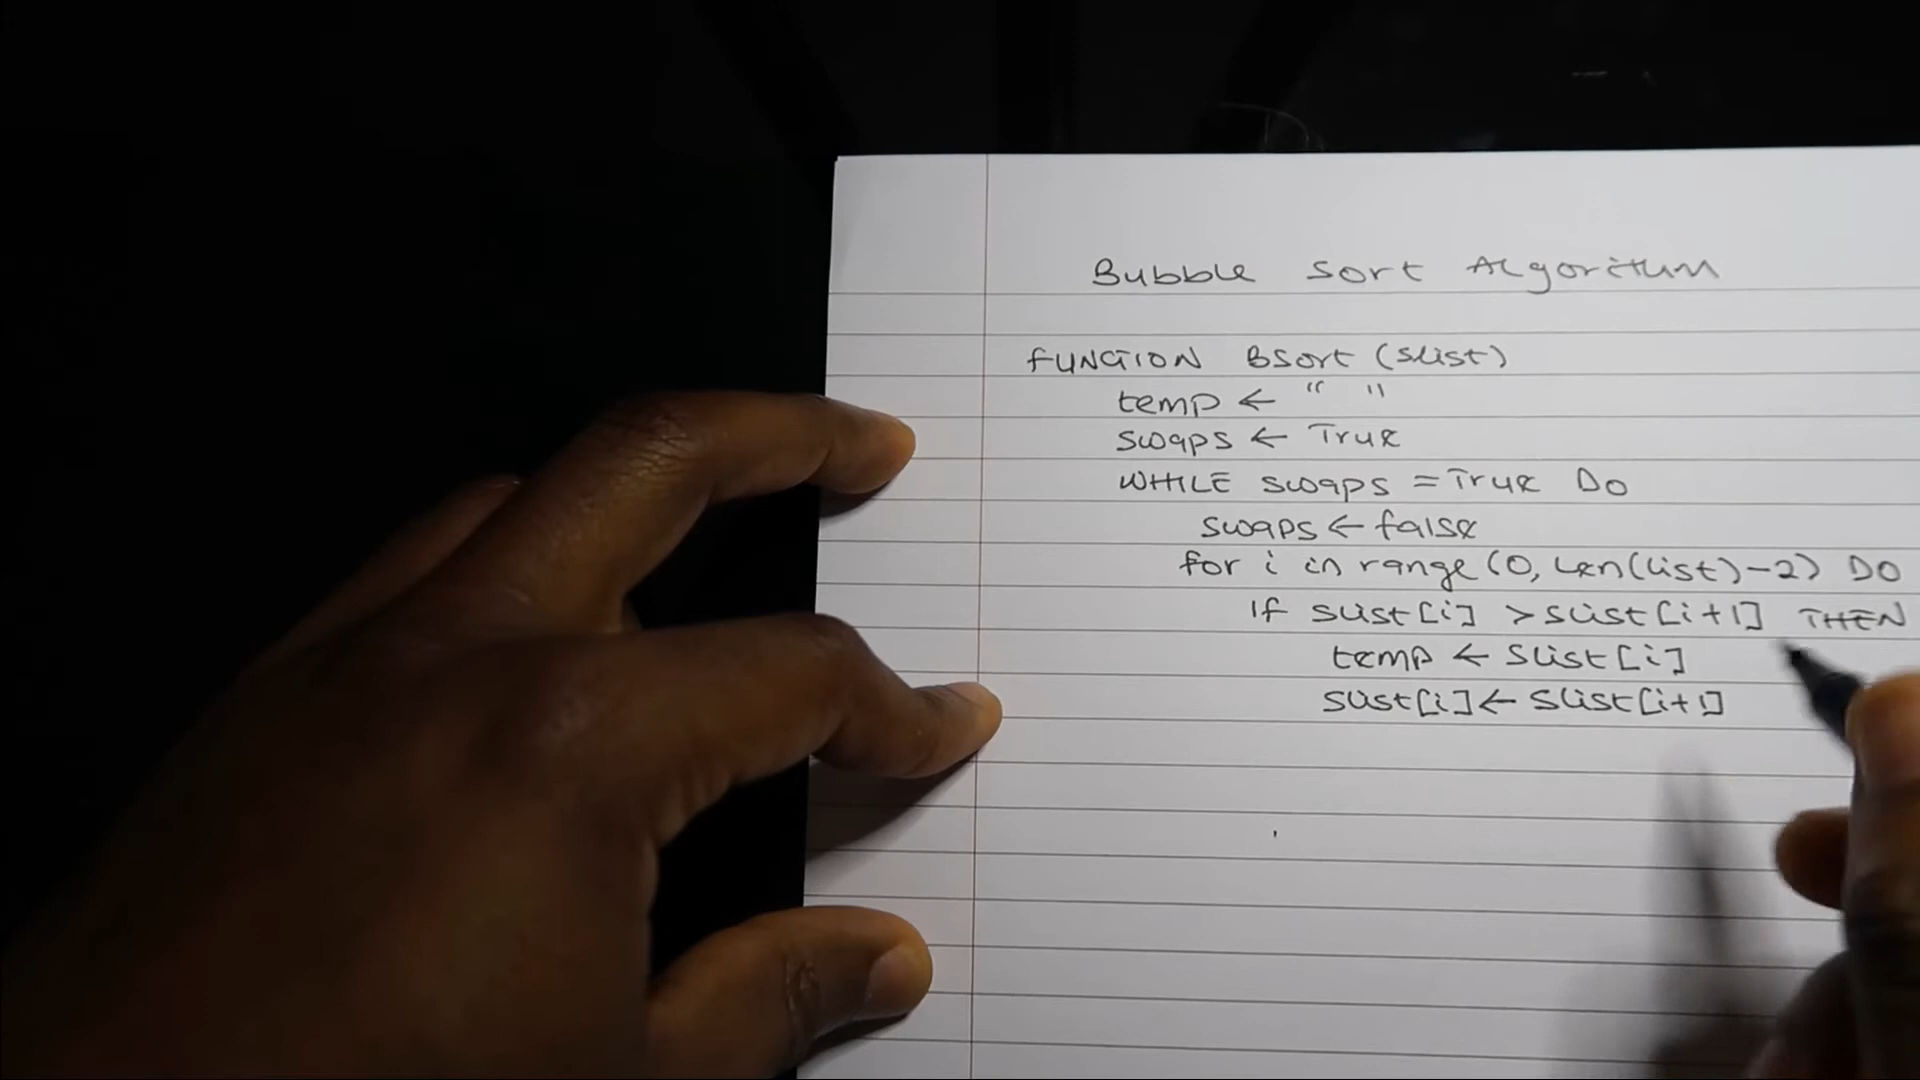 Bubble Sort Algorithm
FUNCTION BSort (slist)
temp ← " "
swaps ← True
WHILE swaps = True Do
swaps ← false
for i in range (0, len(list)-2) DO
If slist[i] > slist[i+1] THEN
temp ← slist[i]
slist[i] ← slist[i+1]